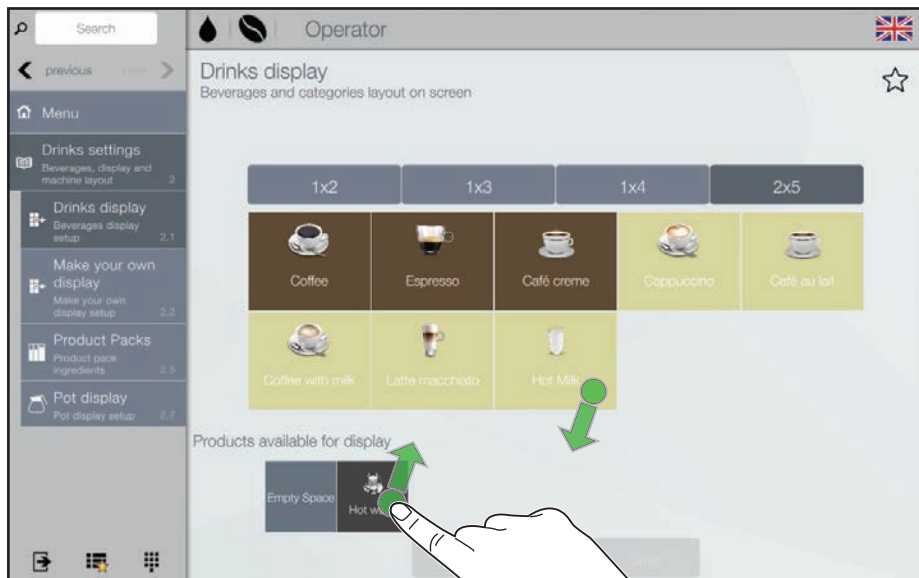 Search
Operator
previous next
Menu
Drinks settings
Beverages, display and
machine layout 2
Drinks display
Beverages display
setup 2.1
Make your own
display
Make your own
display setup 2.2
Product Packs
Product pack
ingredients 2.5
Pot display
Pot display setup 2.7
Drinks display
Beverages and categories layout on screen
1x2 1x3 1x4 2x5
Coffee Espresso Café creme Cappuccino Café au lait
Coffee with milk Latte macchiato Hot Milk
Products available for display
Empty Space
Hot
save